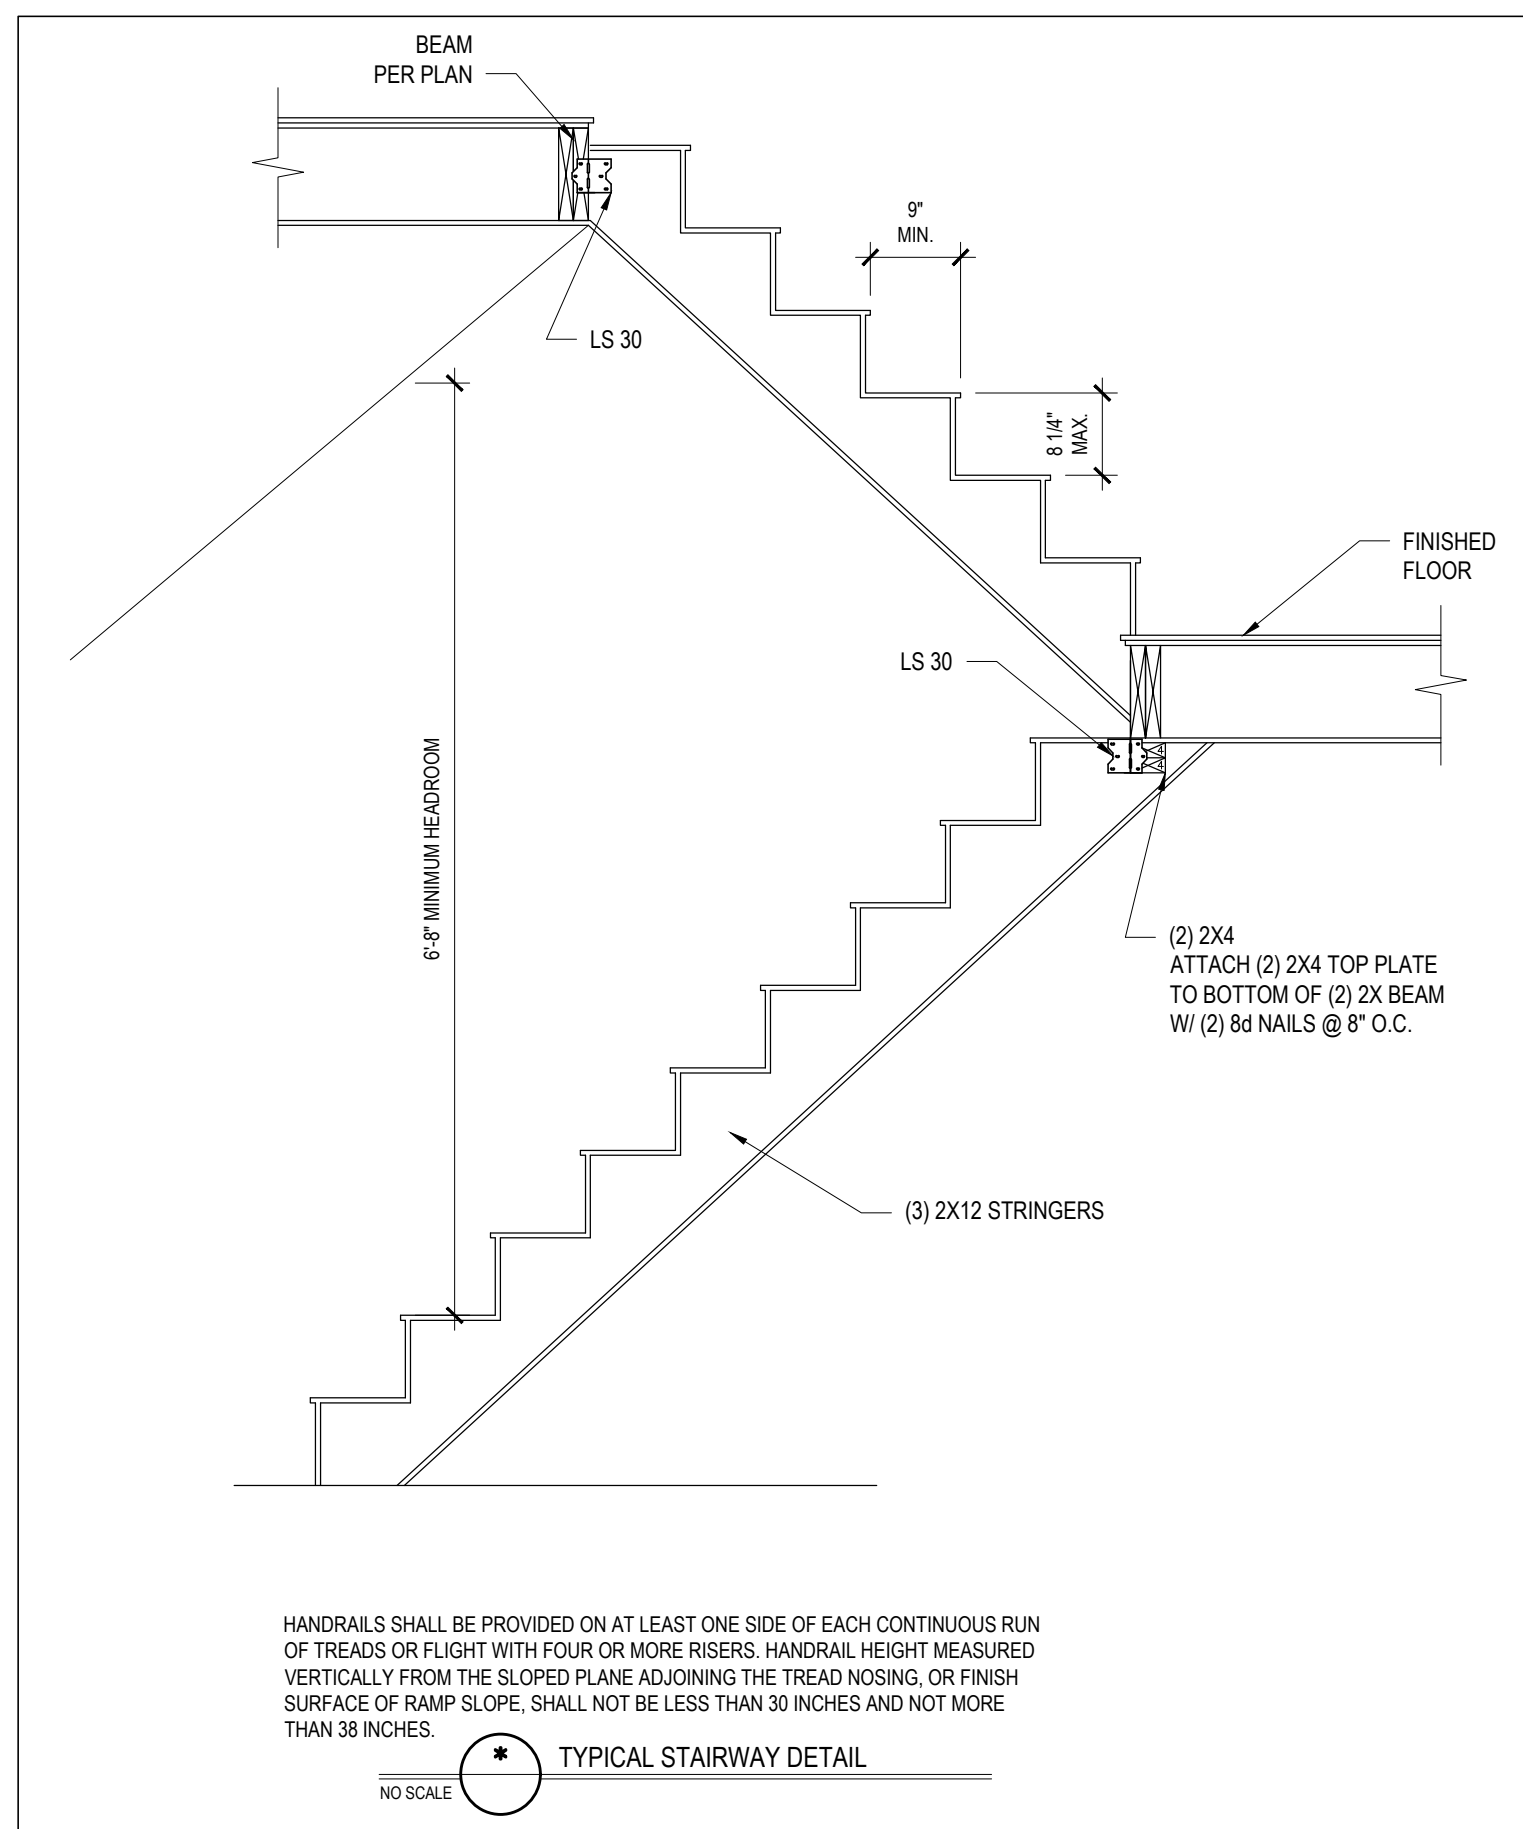 BEAM
PER PLAN
9"
MIN.
LS 30
8 1/4"
MAX.
FINISHED
FLOOR
LS 30
4
4
6'-8" MINIMUM HEADROOM
(2) 2X4
ATTACH (2) 2X4 TOP PLATE
TO BOTTOM OF (2) 2X BEAM
W/ (2) 8d NAILS @ 8" O.C.
(3) 2X12 STRINGERS
HANDRAILS SHALL BE PROVIDED ON AT LEAST ONE SIDE OF EACH CONTINUOUS RUN
OF TREADS OR FLIGHT WITH FOUR OR MORE RISERS. HANDRAIL HEIGHT MEASURED
VERTICALLY FROM THE SLOPED PLANE ADJOINING THE TREAD NOSING, OR FINISH
SURFACE OF RAMP SLOPE, SHALL NOT BE LESS THAN 30 INCHES AND NOT MORE
THAN 38 INCHES.
*
TYPICAL STAIRWAY DETAIL
NO SCALE